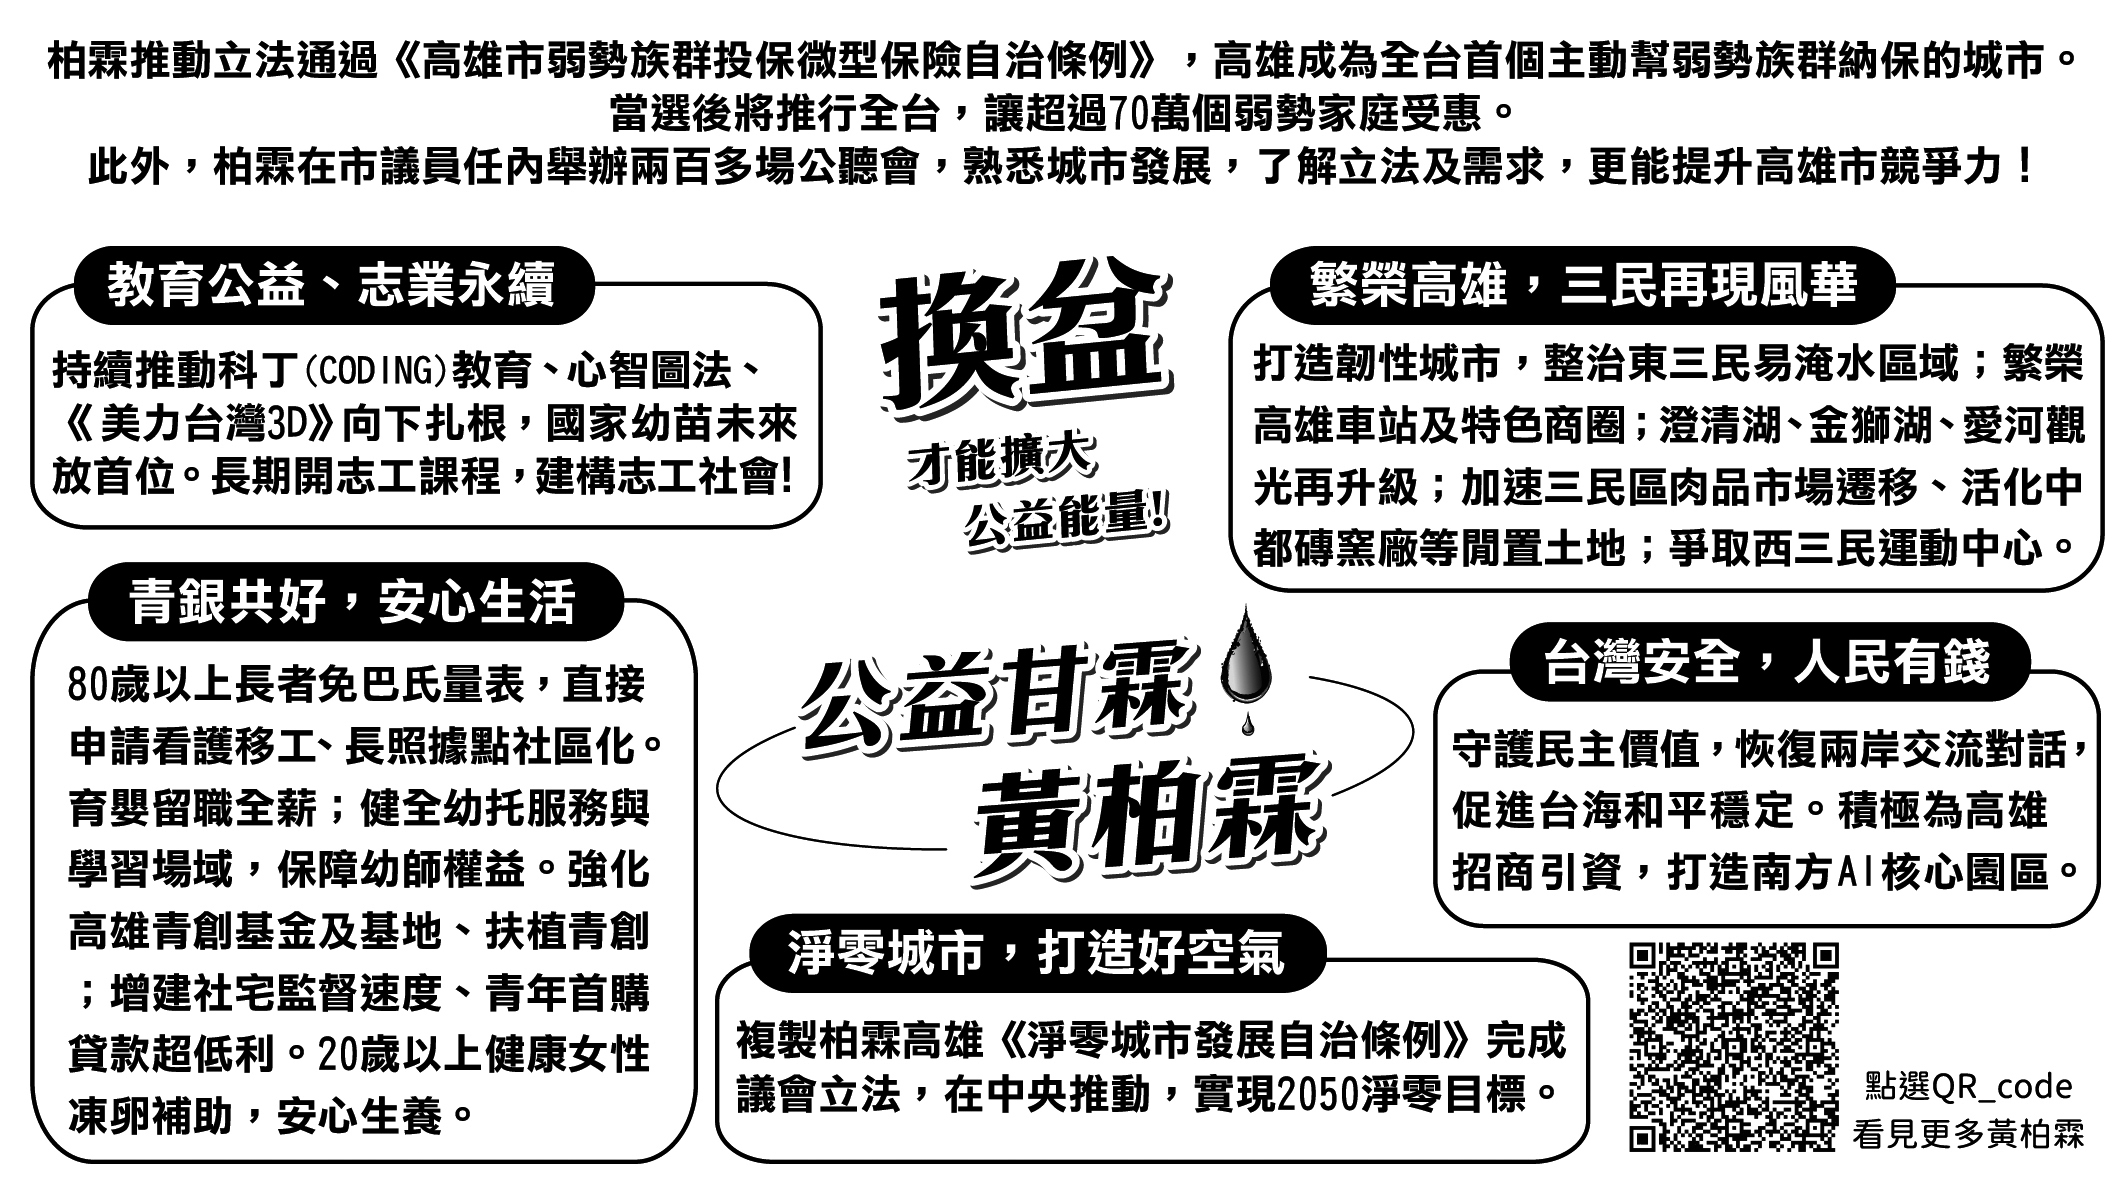 柏霖推動立法通過《高雄市弱勢族群投保微型保險自治條例》，高雄成為全台首個主動幫弱勢族群納保的城市。
當選後將推行全台，讓超過70萬個弱勢家庭受惠。
此外，柏霖在市議員任內舉辦兩百多場公聽會，熟悉城市發展，了解立法及需求，更能提升高雄市競爭力！
教育公益、志業永續
持續推動科丁(CODING)教育、心智圖法、
《美力台灣3D》向下扎根，國家幼苗未來
放首位。長期開志工課程，建構志工社會!
換盆
才能擴大
公益能量!
繁榮高雄，三民再現風華
打造韌性城市，整治東三民易淹水區域；繁榮
高雄車站及特色商圈；澄清湖、金獅湖、愛河觀
光再升級；加速三民區肉品市場遷移、活化中
都磚窯廠等閒置土地；爭取西三民運動中心。
青銀共好，安心生活
80歲以上長者免巴氏量表，直接
申請看護移工、長照據點社區化。
育嬰留職全薪；健全幼托服務與
學習場域，保障幼師權益。強化
高雄青創基金及基地、扶植青創
；增建社宅監督速度、青年首購
貸款超低利。20歲以上健康女性
凍卵補助，安心生養。
公益甘霖
黃柏霖
台灣安全，人民有錢
守護民主價值，恢復兩岸交流對話，
促進台海和平穩定。積極為高雄
招商引資，打造南方AI核心園區。
淨零城市，打造好空氣
複製柏霖高雄《淨零城市發展自治條例》完成
議會立法，在中央推動，實現2050淨零目標。
點選QR_code
看見更多黃柏霖